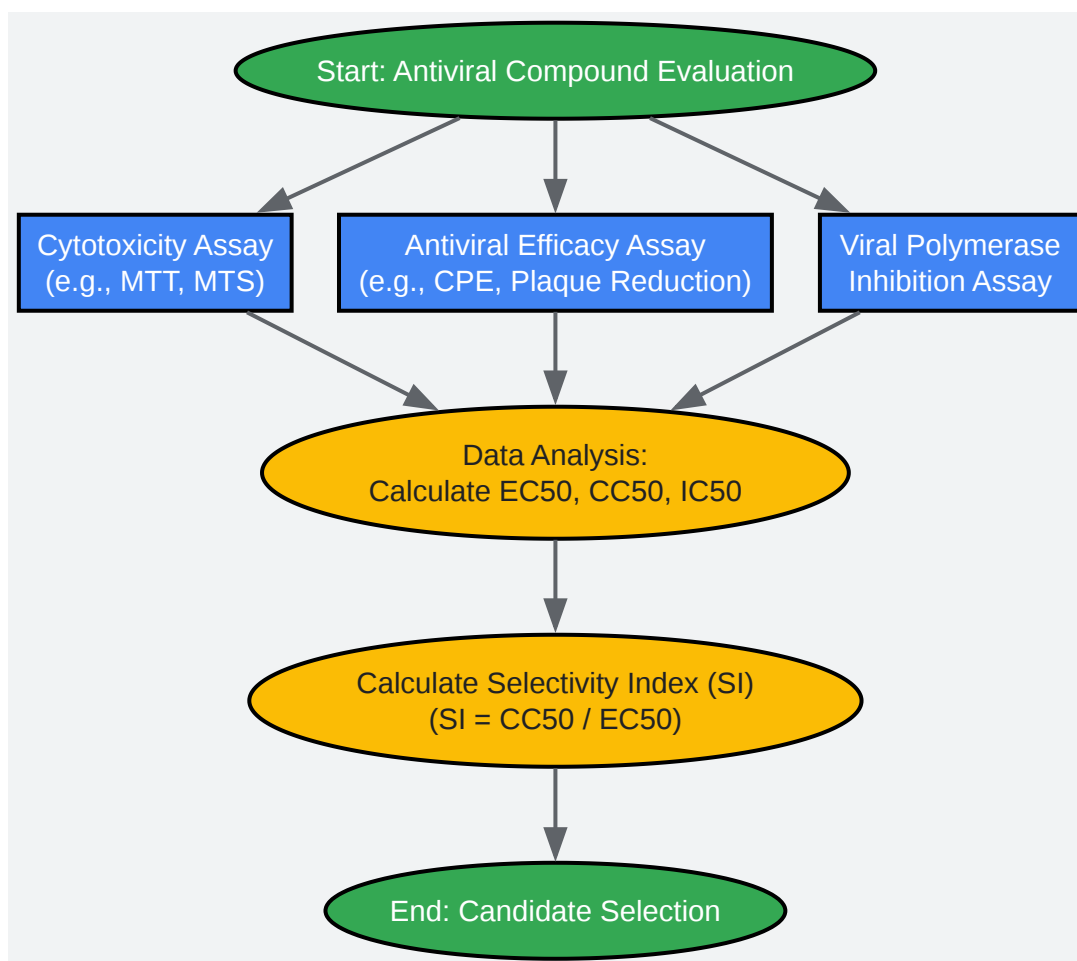 Start: Antiviral Compound Evaluation
Cytotoxicity Assay
(e.g., MTT, MTS)
Antiviral Efficacy Assay
(e.g., CPE, Plaque Reduction)
Viral Polymerase
Inhibition Assay
Data Analysis:
Calculate EC50, CC50, IC50
Calculate Selectivity Index (SI)
(SI = CC50 / EC50)
End: Candidate Selection